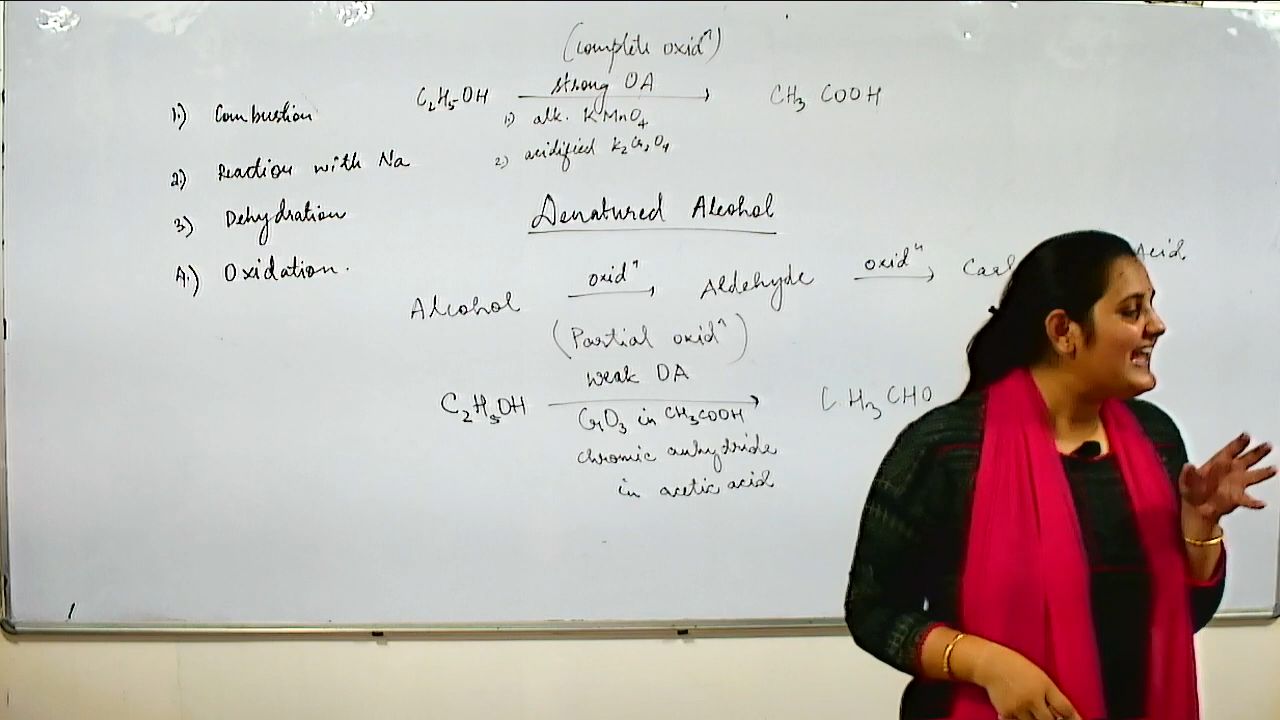 1.) Combustion
2) Reaction with Na
3) Dehydration
4.) Oxidation.
(complete oxidⁿ)
C₂H₅OH strong OA → CH₃ COOH
1) alk. KMnO₄
2) acidified K₂Cr₂O₇
Denatured Alcohol
Alcohol oxidⁿ → Aldehyde oxidⁿ → Acid
(Partial oxidⁿ)
weak OA
C₂H₅OH → CH₃CHO
CrO₃ in CH₃COOH
chromic anhydride
in acetic acid